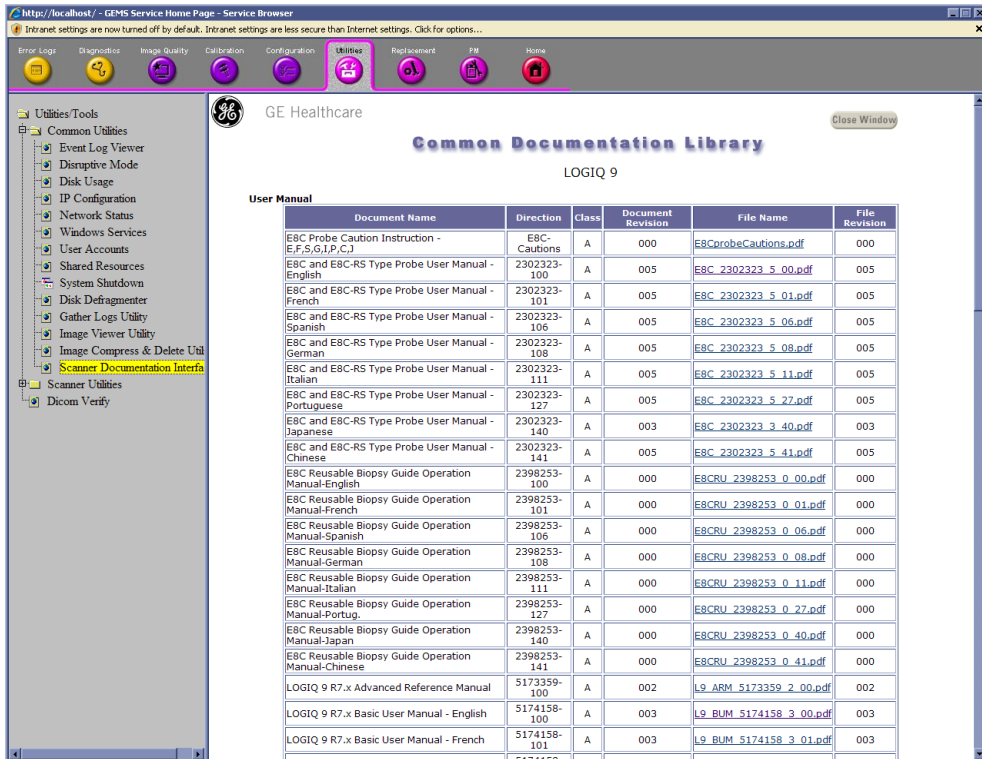 http://localhost/ - GEMS Service Home Page - Service Browser
Intranet settings are now turned off by default. Intranet settings are less secure than Internet settings. Click for options...
Error Logs Diagnostics Image Quality Calibration Configuration Utilities Replacement PM Home
Utilities/Tools
Common Utilities
Event Log Viewer
Disruptive Mode
Disk Usage
IP Configuration
Network Status
Windows Services
User Accounts
Shared Resources
System Shutdown
Disk Defragmenter
Gather Logs Utility
Image Viewer Utility
Image Compress & Delete Util
Scanner Documentation Interfa
Scanner Utilities
Dicom Verify
GE Healthcare
Close Window
Common Documentation Library
LOGIQ 9
User Manual
Document Name Direction Class Document Revision File Name File Revision
E8C Probe Caution Instruction - E,F,S,G,I,P,C,J E8C-Cautions A 000 E8CprobeCautions.pdf 000
E8C and E8C-RS Type Probe User Manual - English 2302323-100 A 005 E8C_2302323_5_00.pdf 005
E8C and E8C-RS Type Probe User Manual - French 2302323-101 A 005 E8C_2302323_5_01.pdf 005
E8C and E8C-RS Type Probe User Manual - Spanish 2302323-106 A 005 E8C_2302323_5_06.pdf 005
E8C and E8C-RS Type Probe User Manual - German 2302323-108 A 005 E8C_2302323_5_08.pdf 005
E8C and E8C-RS Type Probe User Manual - Italian 2302323-111 A 005 E8C_2302323_5_11.pdf 005
E8C and E8C-RS Type Probe User Manual - Portuguese 2302323-127 A 005 E8C_2302323_5_27.pdf 005
E8C and E8C-RS Type Probe User Manual - Japanese 2302323-140 A 003 E8C_2302323_3_40.pdf 003
E8C and E8C-RS Type Probe User Manual - Chinese 2302323-141 A 005 E8C_2302323_5_41.pdf 005
E8C Reusable Biopsy Guide Operation Manual-English 2398253-100 A 000 E8CRU_2398253_0_00.pdf 000
E8C Reusable Biopsy Guide Operation Manual-French 2398253-101 A 000 E8CRU_2398253_0_01.pdf 000
E8C Reusable Biopsy Guide Operation Manual-Spanish 2398253-106 A 000 E8CRU_2398253_0_06.pdf 000
E8C Reusable Biopsy Guide Operation Manual-German 2398253-108 A 000 E8CRU_2398253_0_08.pdf 000
E8C Reusable Biopsy Guide Operation Manual-Italian 2398253-111 A 000 E8CRU_2398253_0_11.pdf 000
E8C Reusable Biopsy Guide Operation Manual-Portug. 2398253-127 A 000 E8CRU_2398253_0_27.pdf 000
E8C Reusable Biopsy Guide Operation Manual-Japan 2398253-140 A 000 E8CRU_2398253_0_40.pdf 000
E8C Reusable Biopsy Guide Operation Manual-Chinese 2398253-141 A 000 E8CRU_2398253_0_41.pdf 000
LOGIQ 9 R7.x Advanced Reference Manual 5173359-100 A 002 L9_ARM_5173359_2_00.pdf 002
LOGIQ 9 R7.x Basic User Manual - English 5174158-100 A 003 L9_BUM_5174158_3_00.pdf 003
LOGIQ 9 R7.x Basic User Manual - French 5174158-101 A 003 L9_BUM_5174158_3_01.pdf 003